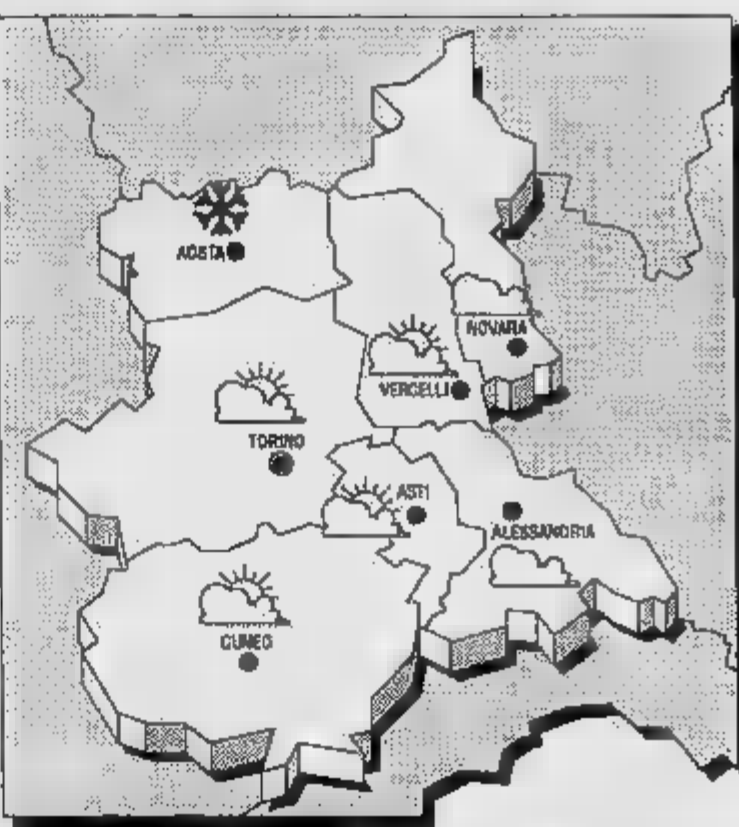 AOSTA
NOVARA
VERCELLI
TORINO
ASTI
ALESSANDRIA
CUNEO